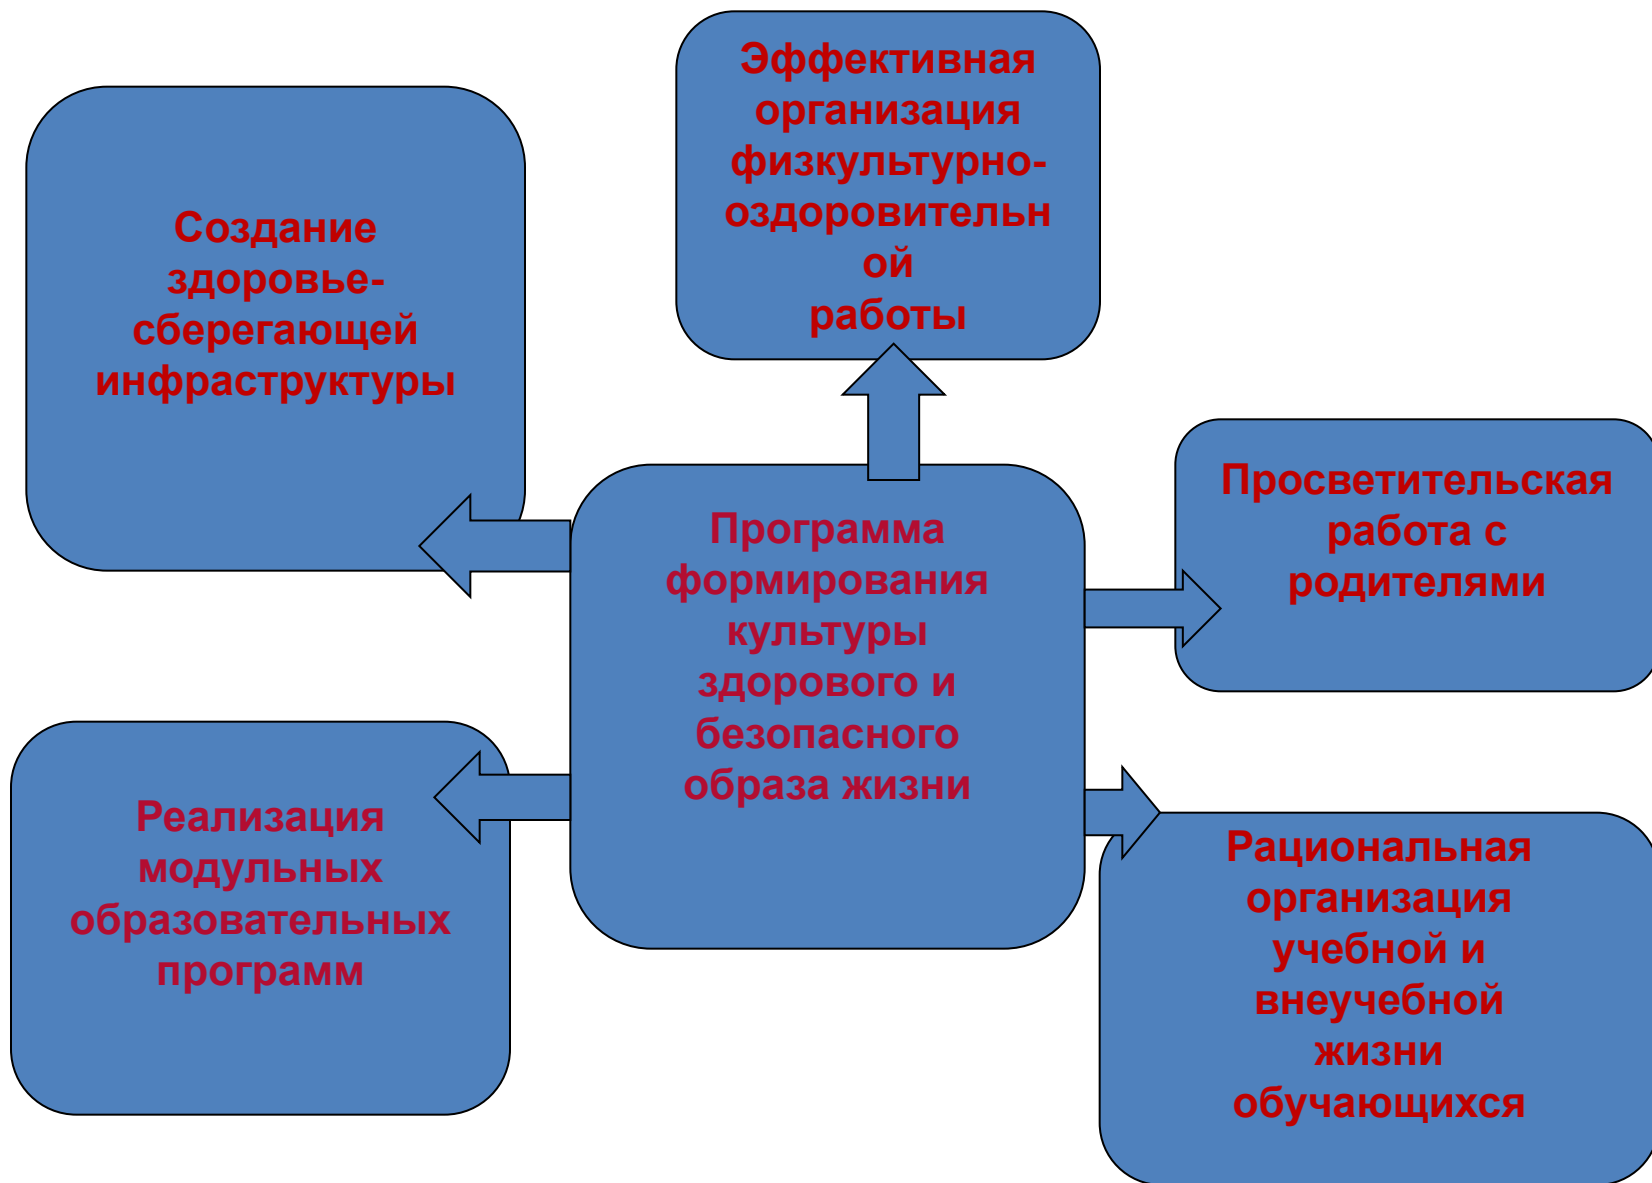 Эффективная
организация
физкультурно-
оздоровительн
ой
работы
Создание
здоровье-
сберегающей
инфраструктуры
Просветительская
работа с
родителями
Программа
формирования
культуры
здорового и
безопасного
образа жизни
Реализация
модульных
образовательных
программ
Рациональная
организация
учебной и
внеучебной
жизни
обучающихся